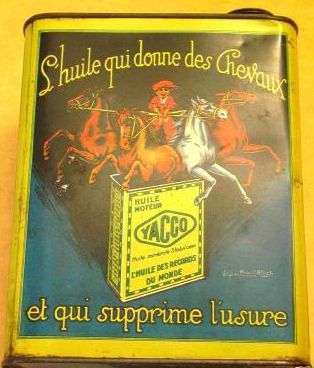 L'huile qui donne des Chevaux
HUILE
MOTEUR
YACCO
L'HUILE DES RECORDS
DU MONDE
et qui supprime l'usure